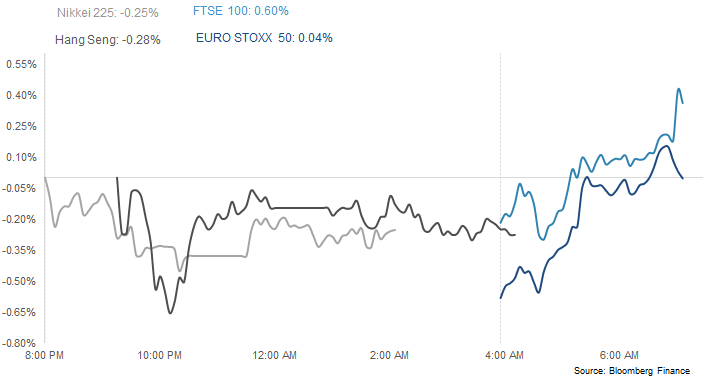 Nikkei 225: -0.25% FTSE 100: 0.60%
Hang Seng: -0.28% EURO STOXX 50: 0.04%
0.55%
0.40%
0.25%
0.10%
-0.05%
-0.20%
-0.35%
-0.50%
-0.65%
-0.80%
8:00 PM 10:00 PM 12:00 AM 2:00 AM 4:00 AM 6:00 AM
Source: Bloomberg Finance